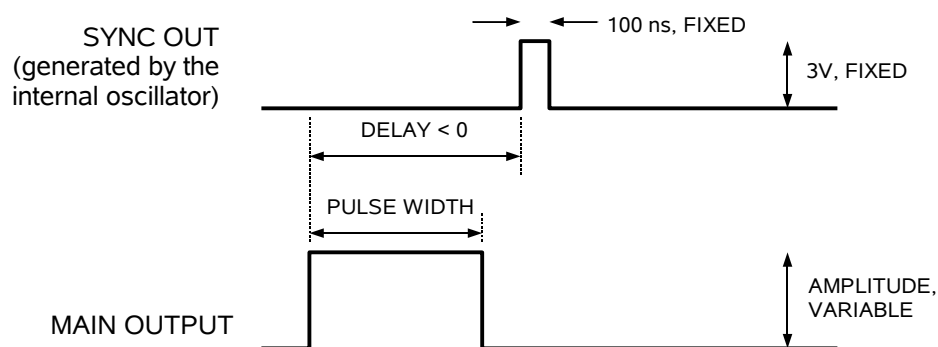 SYNC OUT
(generated by the
internal oscillator)
100 ns, FIXED
3V, FIXED
DELAY < 0
PULSE WIDTH
MAIN OUTPUT
AMPLITUDE,
VARIABLE